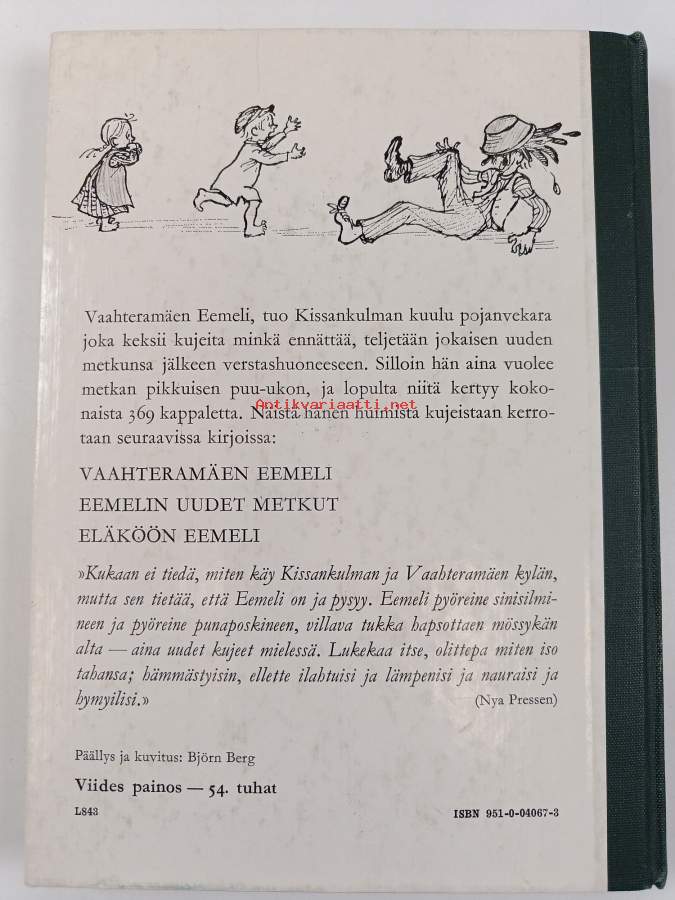 Vaahteramäen Eemeli, tuo Kissankulman kuulu pojanvekara
joka keksii kujeita minkä ennättää, teljetään jokaisen uuden
metkunsa jälkeen verstashuoneeseen. Silloin hän aina vuolee
metkan pikkuisen puu-ukon, ja lopulta niitä kertyy koko-
naista 369 kappaletta. Näistä hänen huimista kujeistaan kerro-
Antikvariaatti.net
taan seuraavissa kirjoissa:
VAAHTERAMÄEN EEMELI
EEMELIN UUDET METKUT
ELÄKÖÖN EEMELI
»Kukaan ei tiedä, miten käy Kissankulman ja Vaahteramäen kylän,
mutta sen tietää, että Eemeli on ja pysyy. Eemeli pyöreine sinisilmi-
neen ja pyöreine punaposkineen, villava tukka hapsottaen mössykän
alta — aina uudet kujeet mielessä. Lukekaa itse, olittepa miten iso
tahansa; hämmästyisin, ellette ilahtuisi ja lämpenisi ja nauraisi ja
hymyilisi.» (Nya Pressen)
Päällys ja kuvitus: Björn Berg
Viides painos — 54. tuhat
L843 ISBN 951-0-04067-3